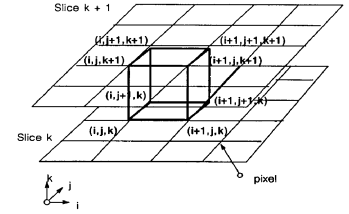 Slice k + 1
(i, j+1, k+1) (i+1, j+1, k+1)
(i, j, k+1) (i+1, j, k+1)
(i, j+1, k) (i+1, j+1, k)
Slice k
(i, j, k) (i+1, j, k)
pixel
k
j
i